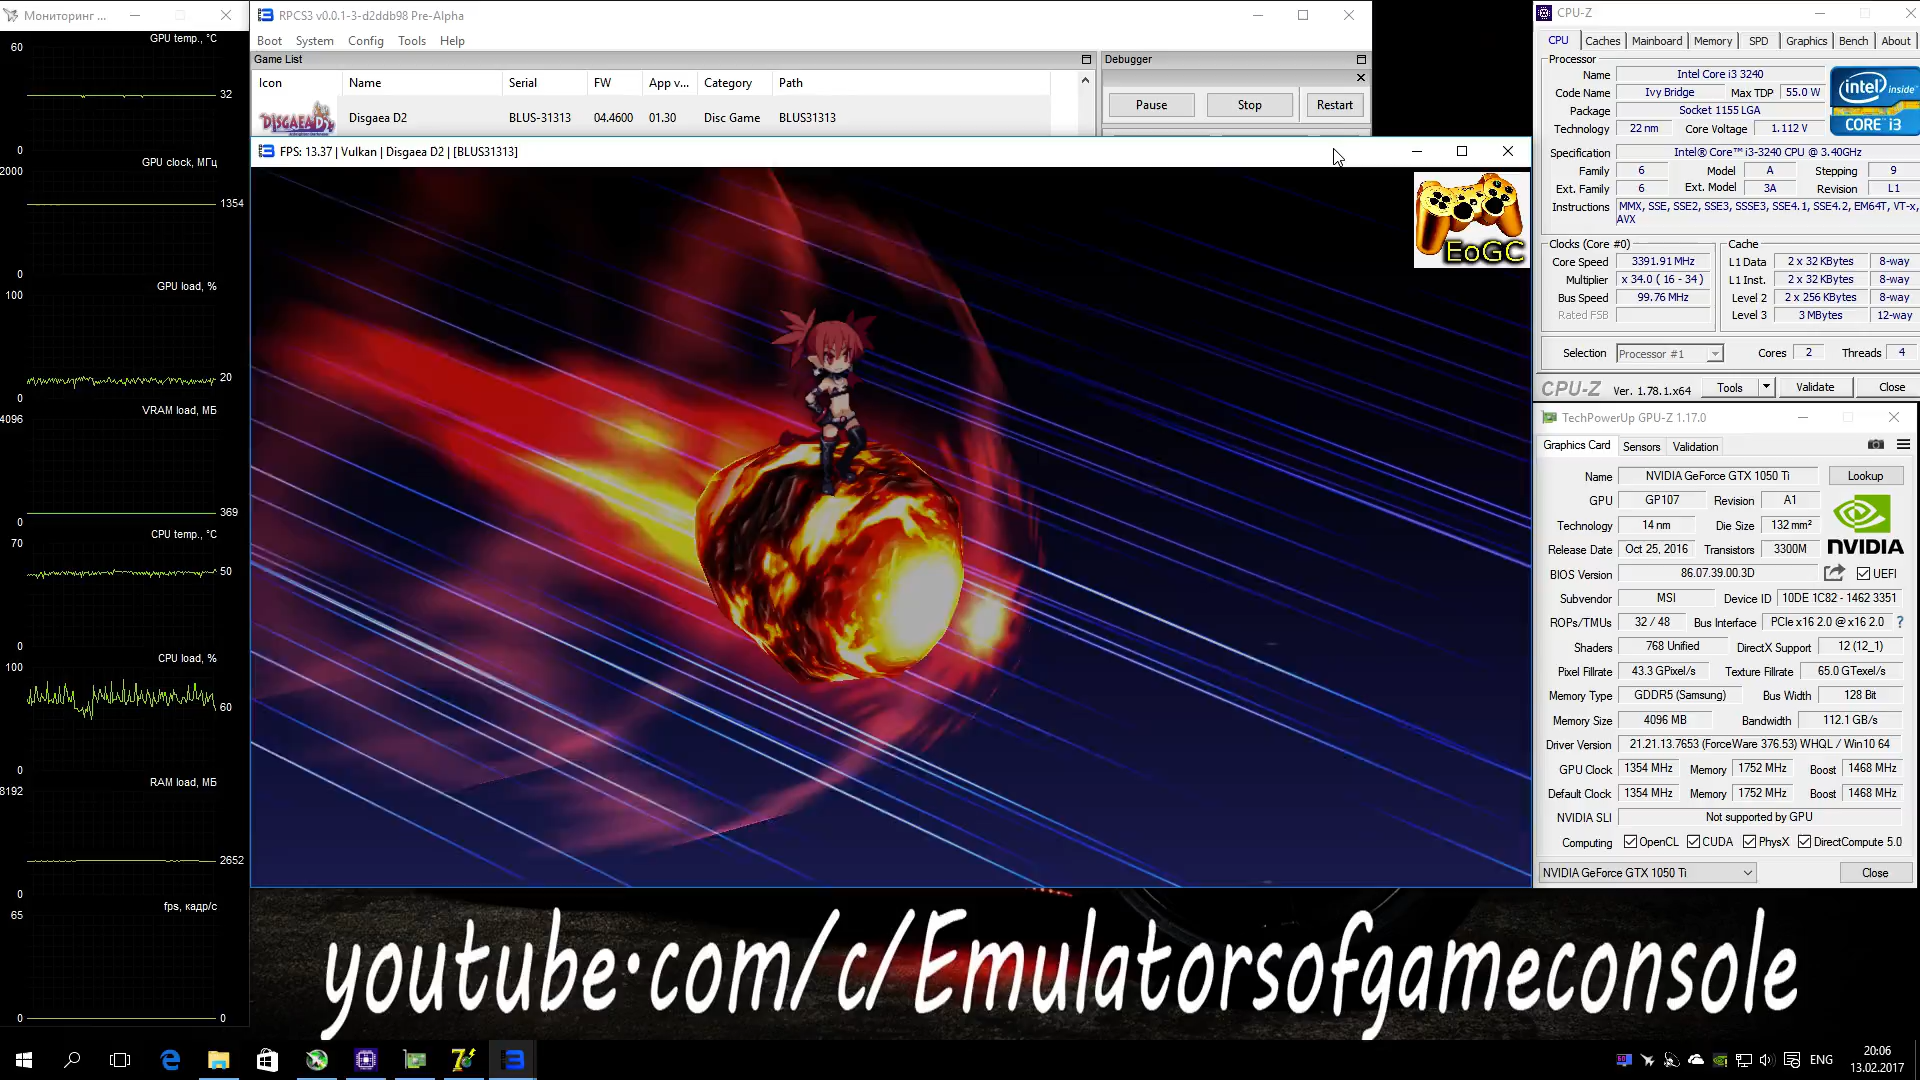 Мониторинг ...
GPU temp., °C
60
32
0
GPU clock, МГц
2000
1354
0
GPU load, %
100
20
0
VRAM load, МБ
4096
369
0
CPU temp., °C
70
50
0
CPU load, %
100
60
0
RAM load, МБ
8192
2652
0
fps, кадр/с
65
0
0
RPCS3 v0.0.1-3-d2ddb98 Pre-Alpha
Boot System Config Tools Help
Game List
Icon Name Serial FW App v... Category Path
DISGAEA D2
Disgaea D2 BLUS-31313 04.4600 01.30 Disc Game BLUS31313
Debugger
Pause Stop Restart
FPS: 13.37 | Vulkan | Disgaea D2 | [BLUS31313]
EoGC
CPU-Z
CPU Caches Mainboard Memory SPD Graphics Bench About
Processor
Name Intel Core i3 3240
Code Name Ivy Bridge Max TDP 55.0 W
Package Socket 1155 LGA
Technology 22 nm Core Voltage 1.112 V
intel inside™
CORE i3
Specification Intel® Core™ i3-3240 CPU @ 3.40GHz
Family 6 Model A Stepping 9
Ext. Family 6 Ext. Model 3A Revision L1
Instructions MMX, SSE, SSE2, SSE3, SSSE3, SSE4.1, SSE4.2, EM64T, VT-x,
AVX
Clocks (Core #0)
Core Speed 3391.91 MHz
Multiplier x 34.0 ( 16 - 34 )
Bus Speed 99.76 MHz
Rated FSB
Cache
L1 Data 2 x 32 KBytes 8-way
L1 Inst. 2 x 32 KBytes 8-way
Level 2 2 x 256 KBytes 8-way
Level 3 3 MBytes 12-way
Selection Processor #1 Cores 2 Threads 4
CPU-Z Ver. 1.78.1.x64 Tools Validate Close
TechPowerUp GPU-Z 1.17.0
Graphics Card Sensors Validation
Name NVIDIA GeForce GTX 1050 Ti Lookup
GPU GP107 Revision A1
Technology 14 nm Die Size 132 mm²
Release Date Oct 25, 2016 Transistors 3300M
NVIDIA
BIOS Version 86.07.39.00.3D UEFI
Subvendor MSI Device ID 10DE 1C82 - 1462 3351
ROPs/TMUs 32 / 48 Bus Interface PCIe x16 2.0 @ x16 2.0 ?
Shaders 768 Unified DirectX Support 12 (12_1)
Pixel Fillrate 43.3 GPixel/s Texture Fillrate 65.0 GTexel/s
Memory Type GDDR5 (Samsung) Bus Width 128 Bit
Memory Size 4096 MB Bandwidth 112.1 GB/s
Driver Version 21.21.13.7653 (ForceWare 376.53) WHQL / Win10 64
GPU Clock 1354 MHz Memory 1752 MHz Boost 1468 MHz
Default Clock 1354 MHz Memory 1752 MHz Boost 1468 MHz
NVIDIA SLI Not supported by GPU
Computing OpenCL CUDA PhysX DirectCompute 5.0
NVIDIA GeForce GTX 1050 Ti Close
youtube.com/c/Emulatorsofgameconsole
60 ENG 20:06
13.02.2017